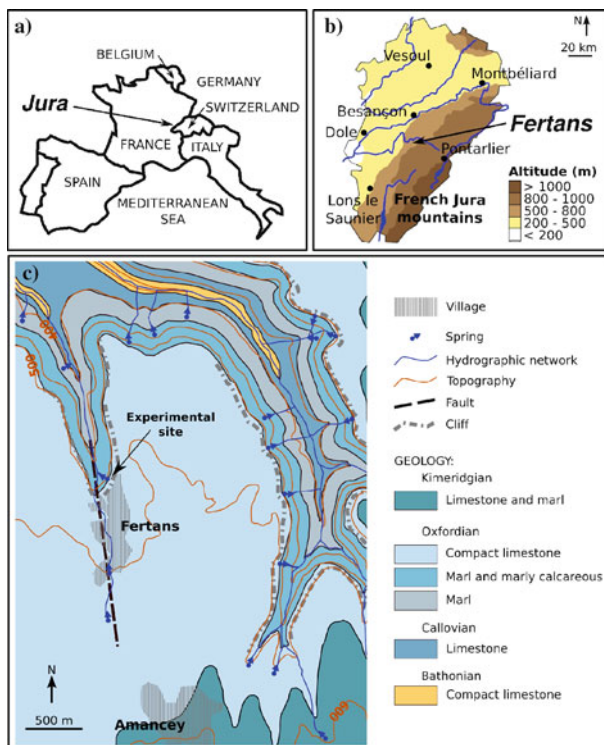 a)
BELGIUM
GERMANY
Jura
SWITZERLAND
FRANCE
ITALY
SPAIN
MEDITERRANEAN
SEA
b)
N
20 km
Vesoul
Montbéliard
Besançon
Dole
Fertans
Pontarlier
Lons le
Saunier
French Jura
mountains
Altitude (m)
> 1000
800 - 1000
500 - 800
200 - 500
< 200
c)
400
500
Experimental
site
Fertans
N
500 m
Amancey
600
Village
Spring
Hydrographic network
Topography
Fault
Cliff
GEOLOGY:
Kimeridgian
Limestone and marl
Oxfordian
Compact limestone
Marl and marly calcareous
Marl
Callovian
Limestone
Bathonian
Compact limestone